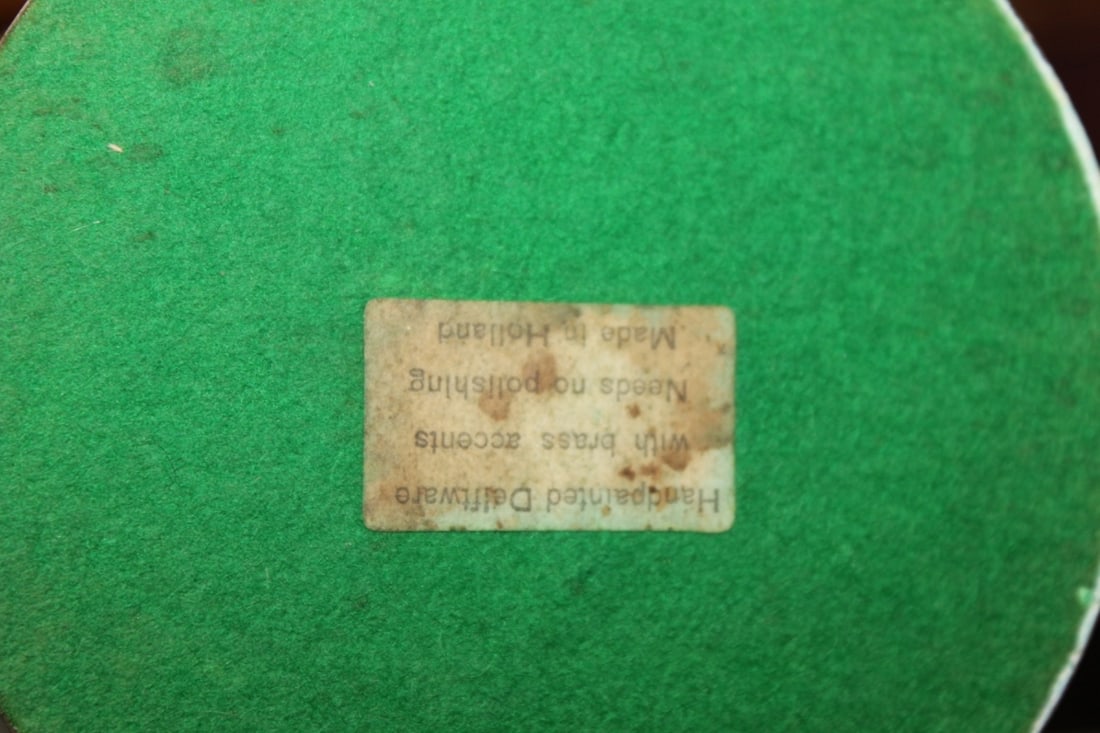 Handpainted Delftware
with brass accents
Needs no polishing
Made in Holland